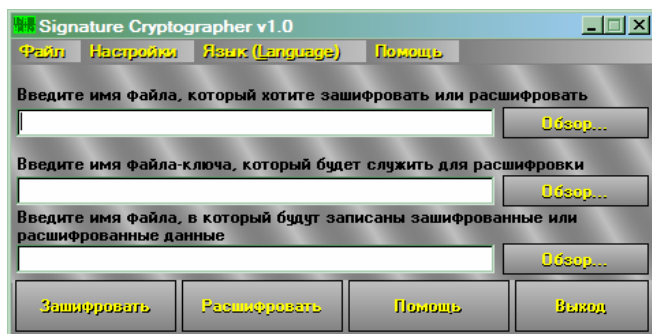 Signature Cryptographer v1.0
Файл Настройки Язык (Language) Помощь
Введите имя файла, который хотите зашифровать или расшифровать
Обзор...
Введите имя файла-ключа, который будет служить для расшифровки
Обзор...
Введите имя файла, в который будут записаны зашифрованные или
расшифрованные данные
Обзор...
Зашифровать Расшифровать Помощь Выход